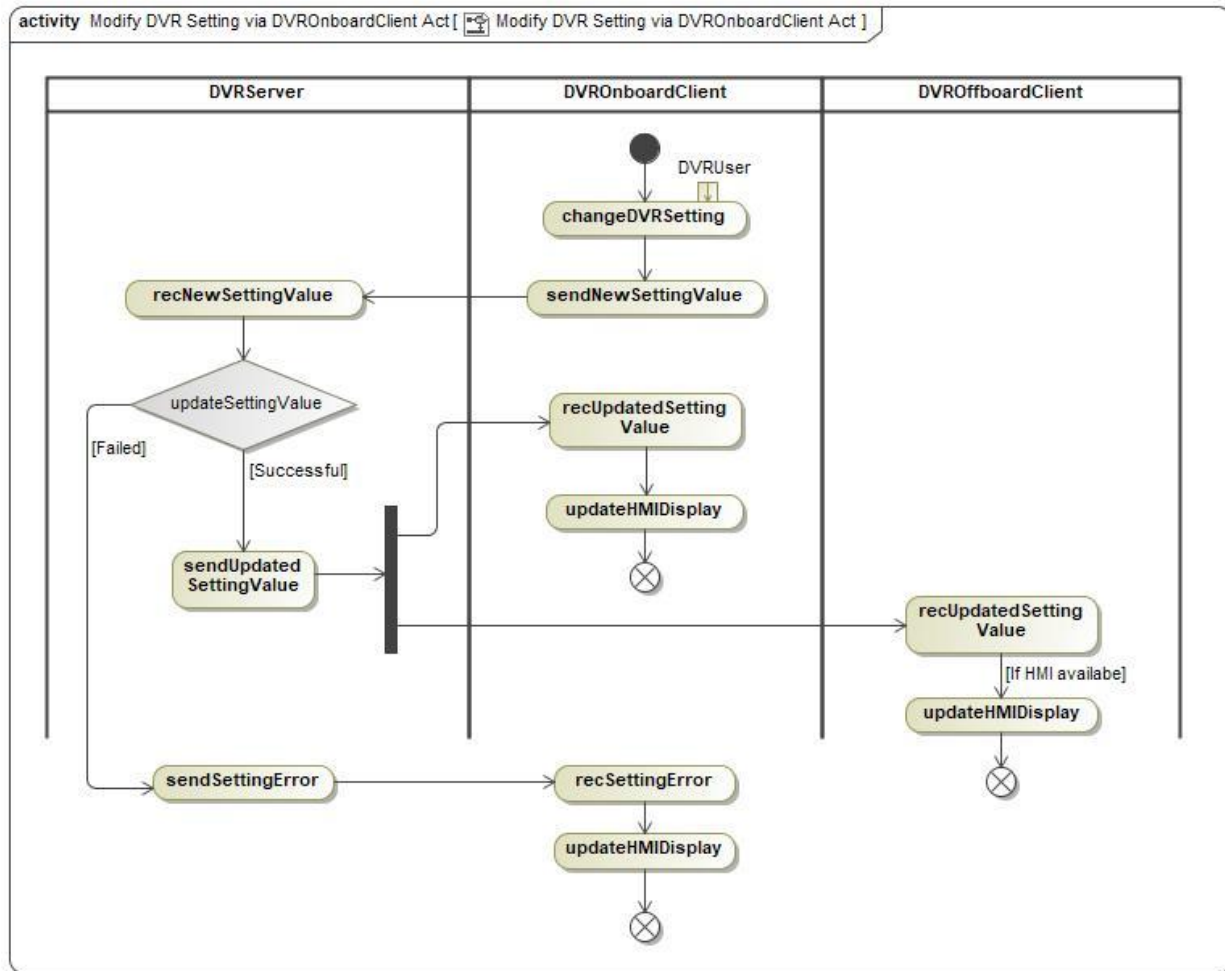 activity Modify DVR Setting via DVROnboardClient Act [ Modify DVR Setting via DVROnboardClient Act ]
DVRServer
DVROnboardClient
DVROffboardClient
DVRUser
changeDVRSetting
recNewSettingValue
sendNewSettingValue
updateSettingValue
[Failed]
[Successful]
recUpdatedSetting
Value
updateHMIDisplay
sendUpdated
SettingValue
recUpdatedSetting
Value
[If HMI availabe]
updateHMIDisplay
sendSettingError
recSettingError
updateHMIDisplay